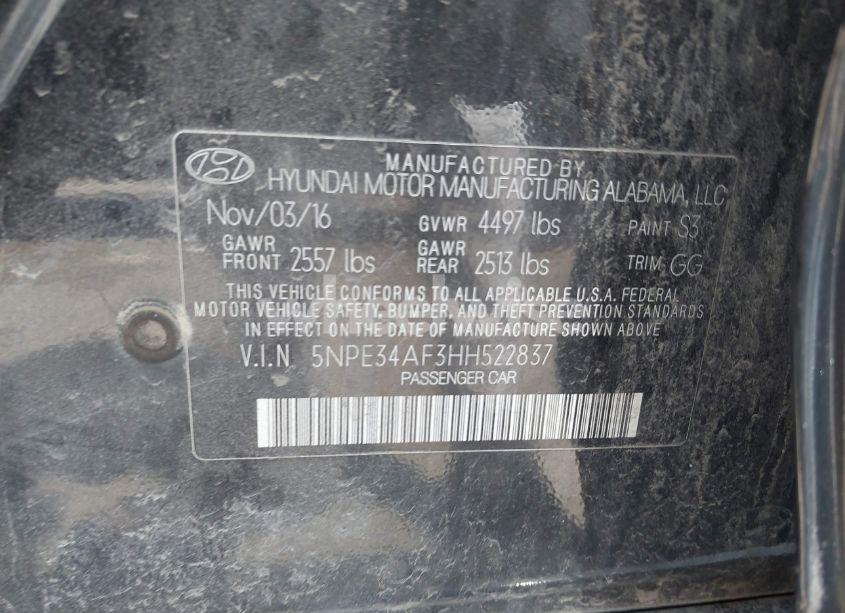 MANUFACTURED BY
HYUNDAI MOTOR MANUFACTURING ALABAMA, LLC
Nov/03/16 GVWR 4497 lbs PAINT S3
GAWR FRONT 2557 lbs GAWR REAR 2513 lbs TRIM GG
THIS VEHICLE CONFORMS TO ALL APPLICABLE U.S.A. FEDERAL
MOTOR VEHICLE SAFETY, BUMPER, AND THEFT PREVENTION STANDARDS
IN EFFECT ON THE DATE OF MANUFACTURE SHOWN ABOVE
V.I.N. 5NPE34AF3HH522837
PASSENGER CAR